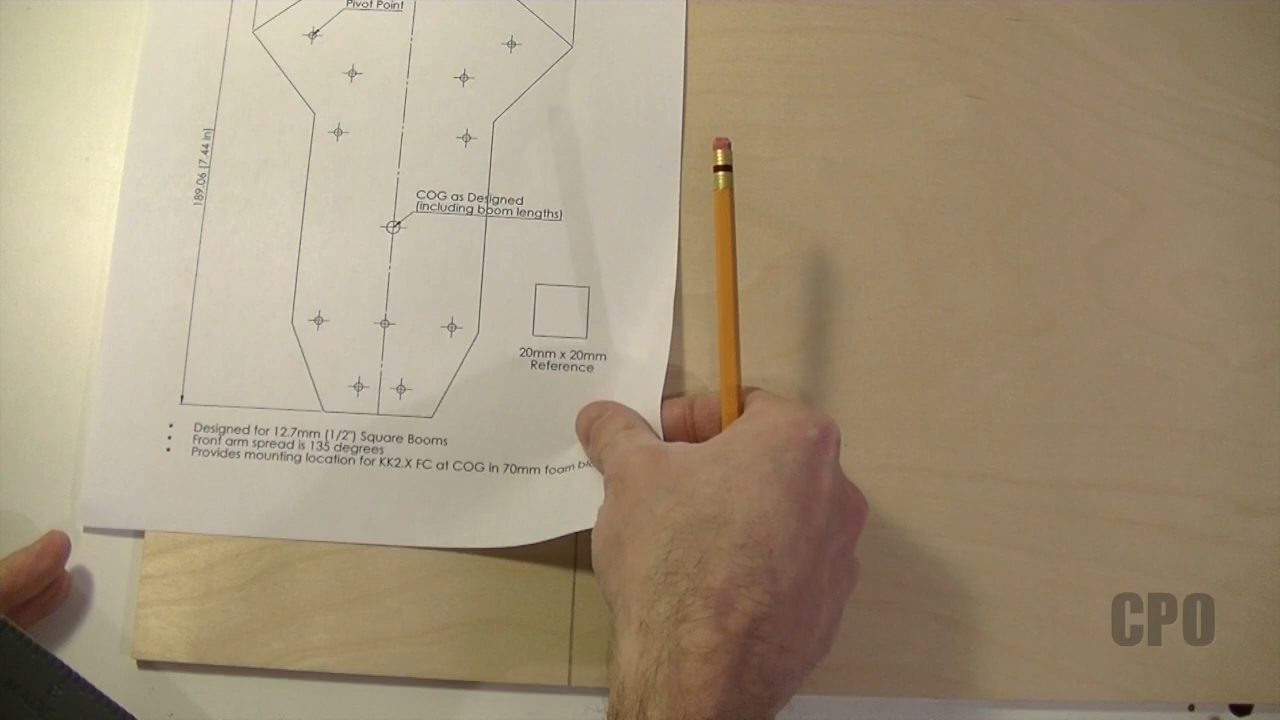 Pivot Point
189.06 [7.44 in]
COG as Designed
(including boom lengths)
20mm x 20mm
Reference
• Designed for 12.7mm (1/2") Square Booms
• Front arm spread is 135 degrees
• Provides mounting location for KK2.X FC at COG in 70mm foam
CPO